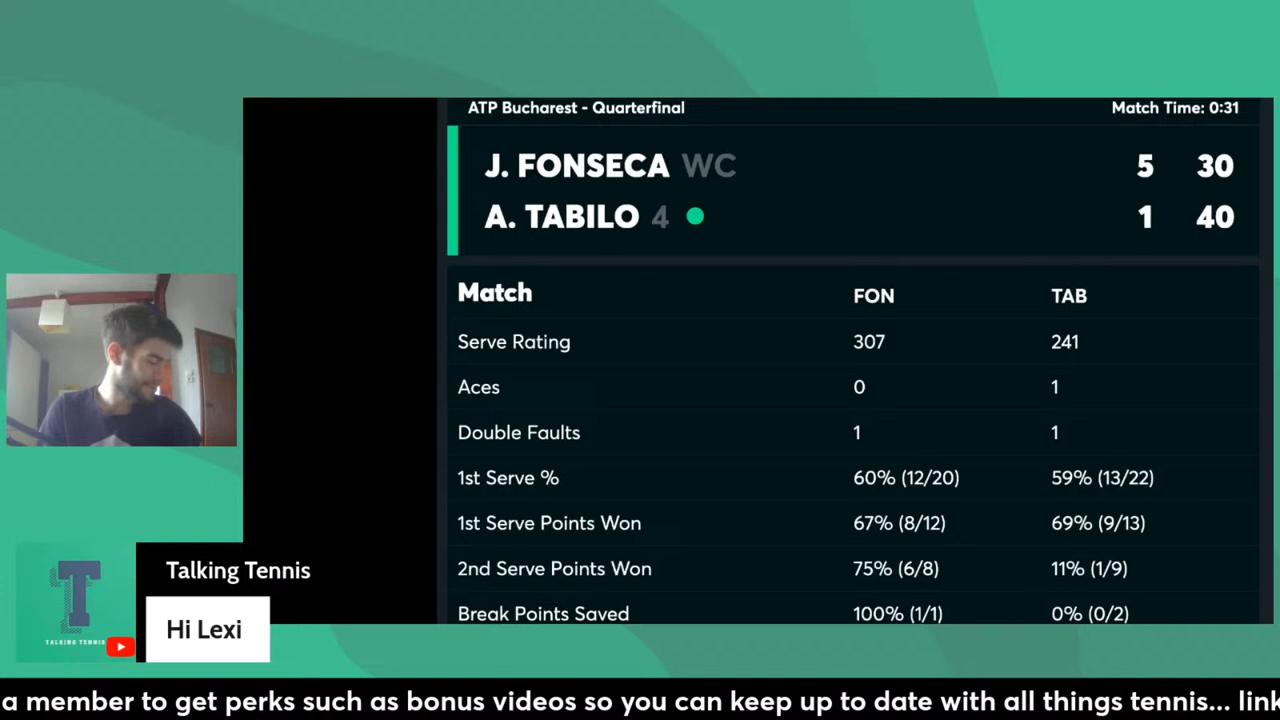 ATP Bucharest - Quarterfinal Match Time: 0:31
J. FONSECA WC 5 30
A. TABILO 4 1 40
Match FON TAB
Serve Rating 307 241
Aces 0 1
Double Faults 1 1
1st Serve % 60% (12/20) 59% (13/22)
1st Serve Points Won 67% (8/12) 69% (9/13)
2nd Serve Points Won 75% (6/8) 11% (1/9)
Break Points Saved 100% (1/1) 0% (0/2)
T
TALKING TENNIS
Talking Tennis
Hi Lexi
a member to get perks such as bonus videos so you can keep up to date with all things tennis... link